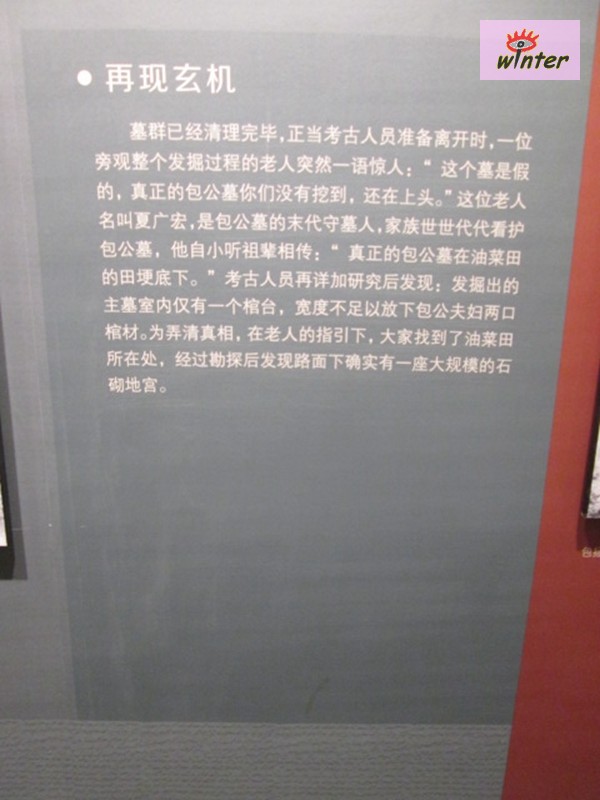 winter
● 再现玄机
墓群已经清理完毕,正当考古人员准备离开时,一位
旁观整个发掘过程的老人突然一语惊人:“ 这个墓是假
的,真正的包公墓你们没有挖到,还在上头。”这位老人
名叫夏广宏,是包公墓的末代守墓人,家族世世代代看护
包公墓,他自小听祖辈相传:“ 真正的包公墓在油菜田
的田埂底下。”考古人员再详加研究后发现:发掘出的
主墓室内仅有一个棺台,宽度不足以放下包公夫妇两口
棺材。为弄清真相,在老人的指引下,大家找到了油菜田
所在处,经过勘探后发现路面下确实有一座大规模的石
砌地宫。